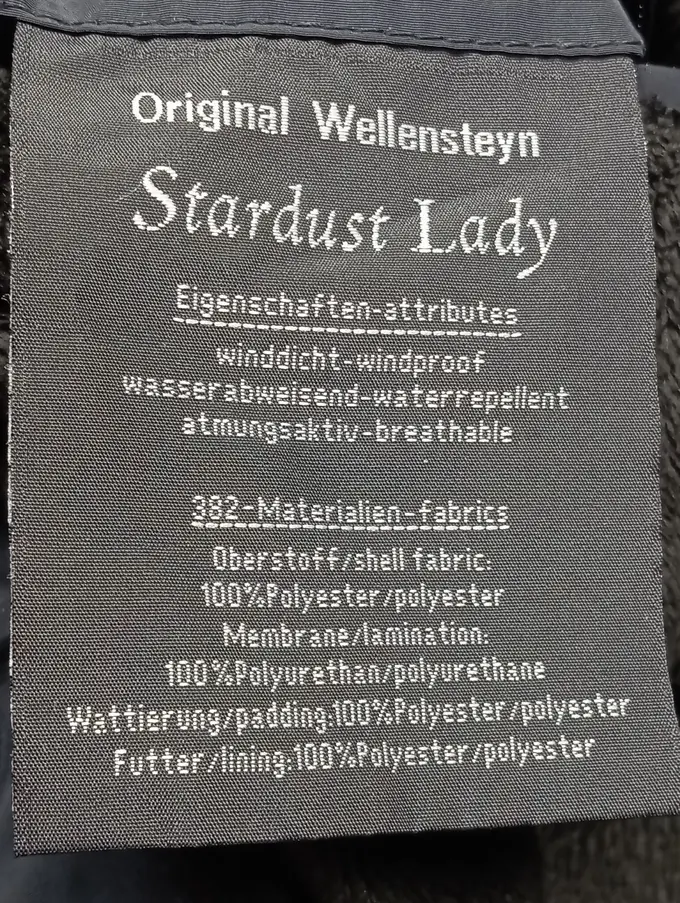 Original Wellensteyn
Stardust Lady
Eigenschaften-attributes
winddicht-windproof
wasserabweisend-waterrepellent
atmungsaktiv-breathable
382-Materialien-fabrics
Oberstoff/shell fabric:
100%Polyester/polyester
Membrane/lamination:
100%Polyurethan/polyurethane
Wattierung/padding:100%Polyester/polyester
Futter/lining:100%Polyester/polyester